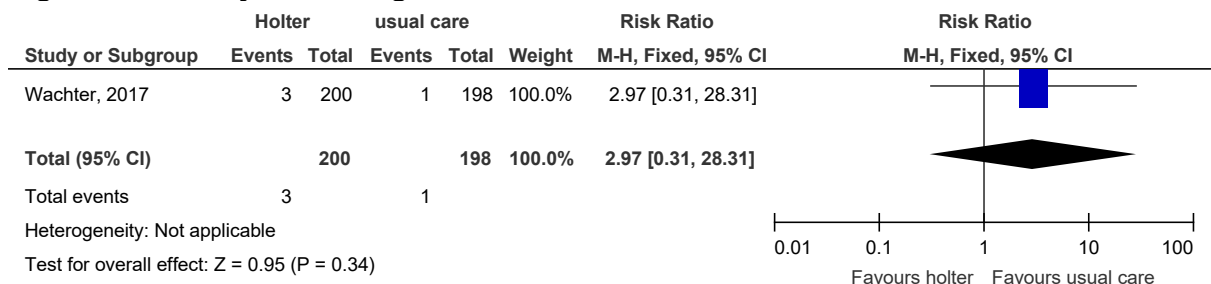 Holter usual care Risk Ratio Risk Ratio
Study or Subgroup Events Total Events Total Weight M-H, Fixed, 95% CI M-H, Fixed, 95% CI
Wachter, 2017 3 200 1 198 100.0% 2.97 [0.31, 28.31]
Total (95% CI) 200 198 100.0% 2.97 [0.31, 28.31]
Total events 3 1
Heterogeneity: Not applicable
Test for overall effect: Z = 0.95 (P = 0.34)
0.01 0.1 1 10 100
Favours holter Favours usual care